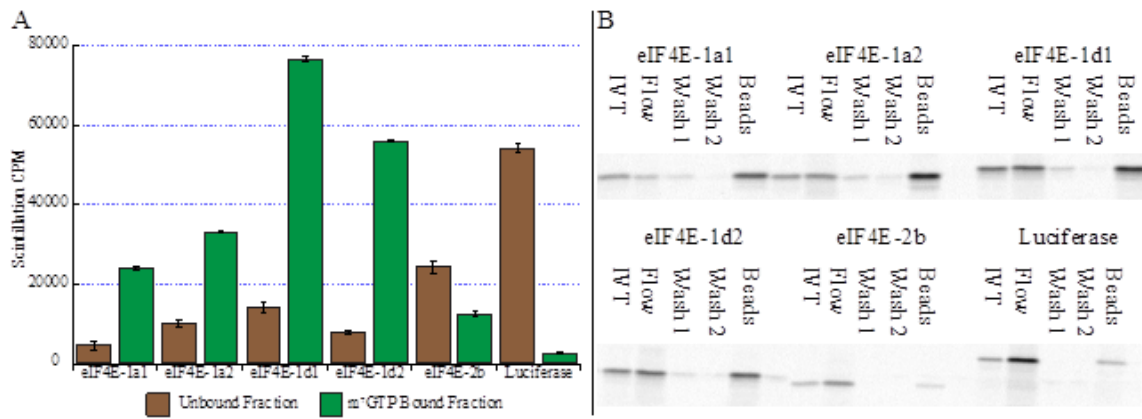 A
80000
60000
40000
20000
0
Scintillation CPM
eIF4E-1a1 eIF4E-1a2 eIF4E-1d1 eIF4E-1d2 eIF4E-2b Luciferase
Unbound Fraction m⁷GTP Bound Fraction
B
eIF4E-1a1 eIF4E-1a2 eIF4E-1d1
IVT Flow Wash 1 Wash 2 Beads IVT Flow Wash 1 Wash 2 Beads IVT Flow Wash 1 Wash 2 Beads
eIF4E-1d2 eIF4E-2b Luciferase
IVT Flow Wash 1 Wash 2 Beads IVT Flow Wash 1 Wash 2 Beads IVT Flow Wash 1 Wash 2 Beads